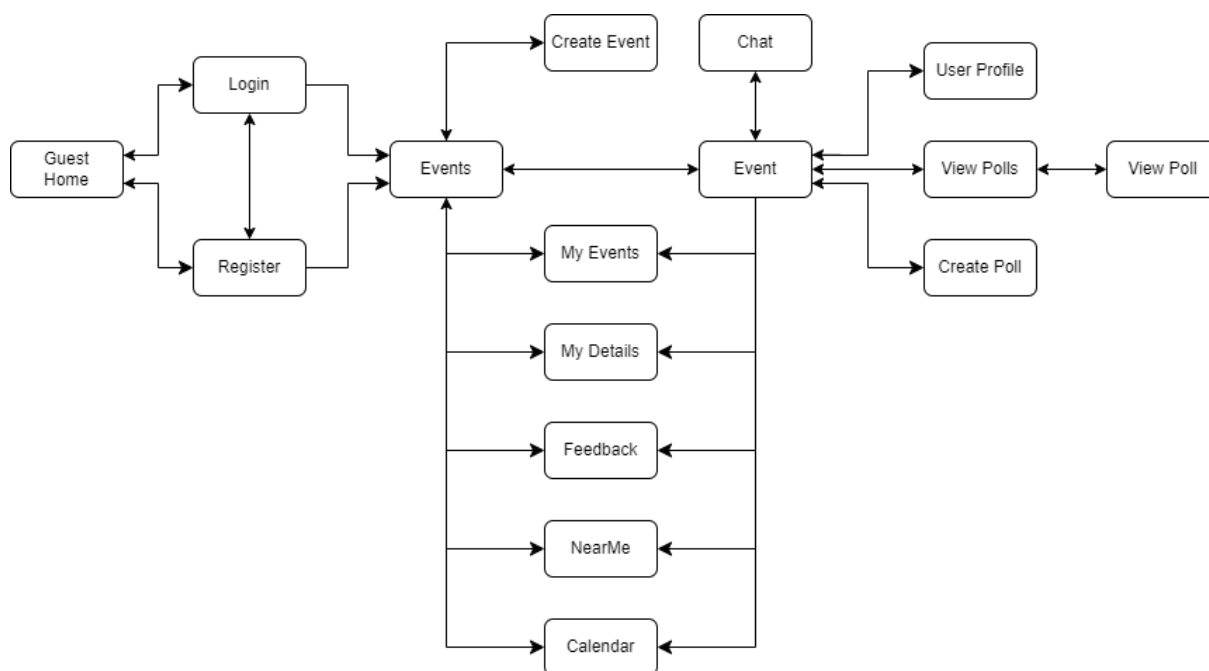 Create Event
Chat
Login
User Profile
Guest
Home
Events
Event
View Polls
View Poll
Register
My Events
Create Poll
My Details
Feedback
NearMe
Calendar